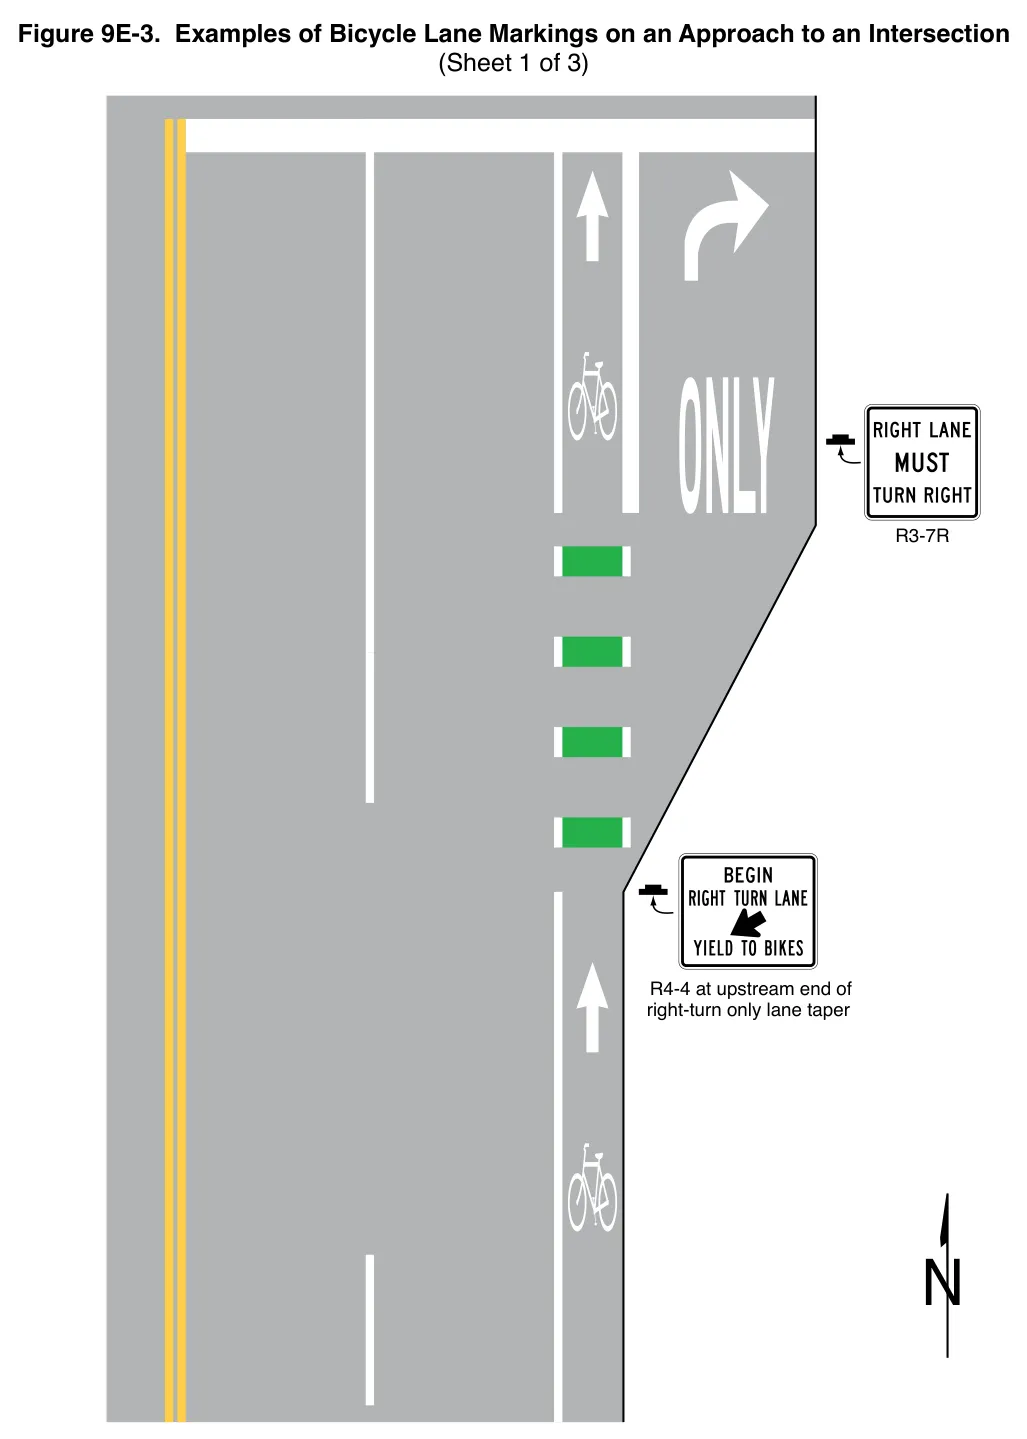 Figure 9E-3.  Examples of Bicycle Lane Markings on an Approach to an Intersection
(Sheet 1 of 3)
ONLY
RIGHT LANE
MUST
TURN RIGHT
R3-7R
BEGIN
RIGHT TURN LANE
YIELD TO BIKES
R4-4 at upstream end of
right-turn only lane taper
N